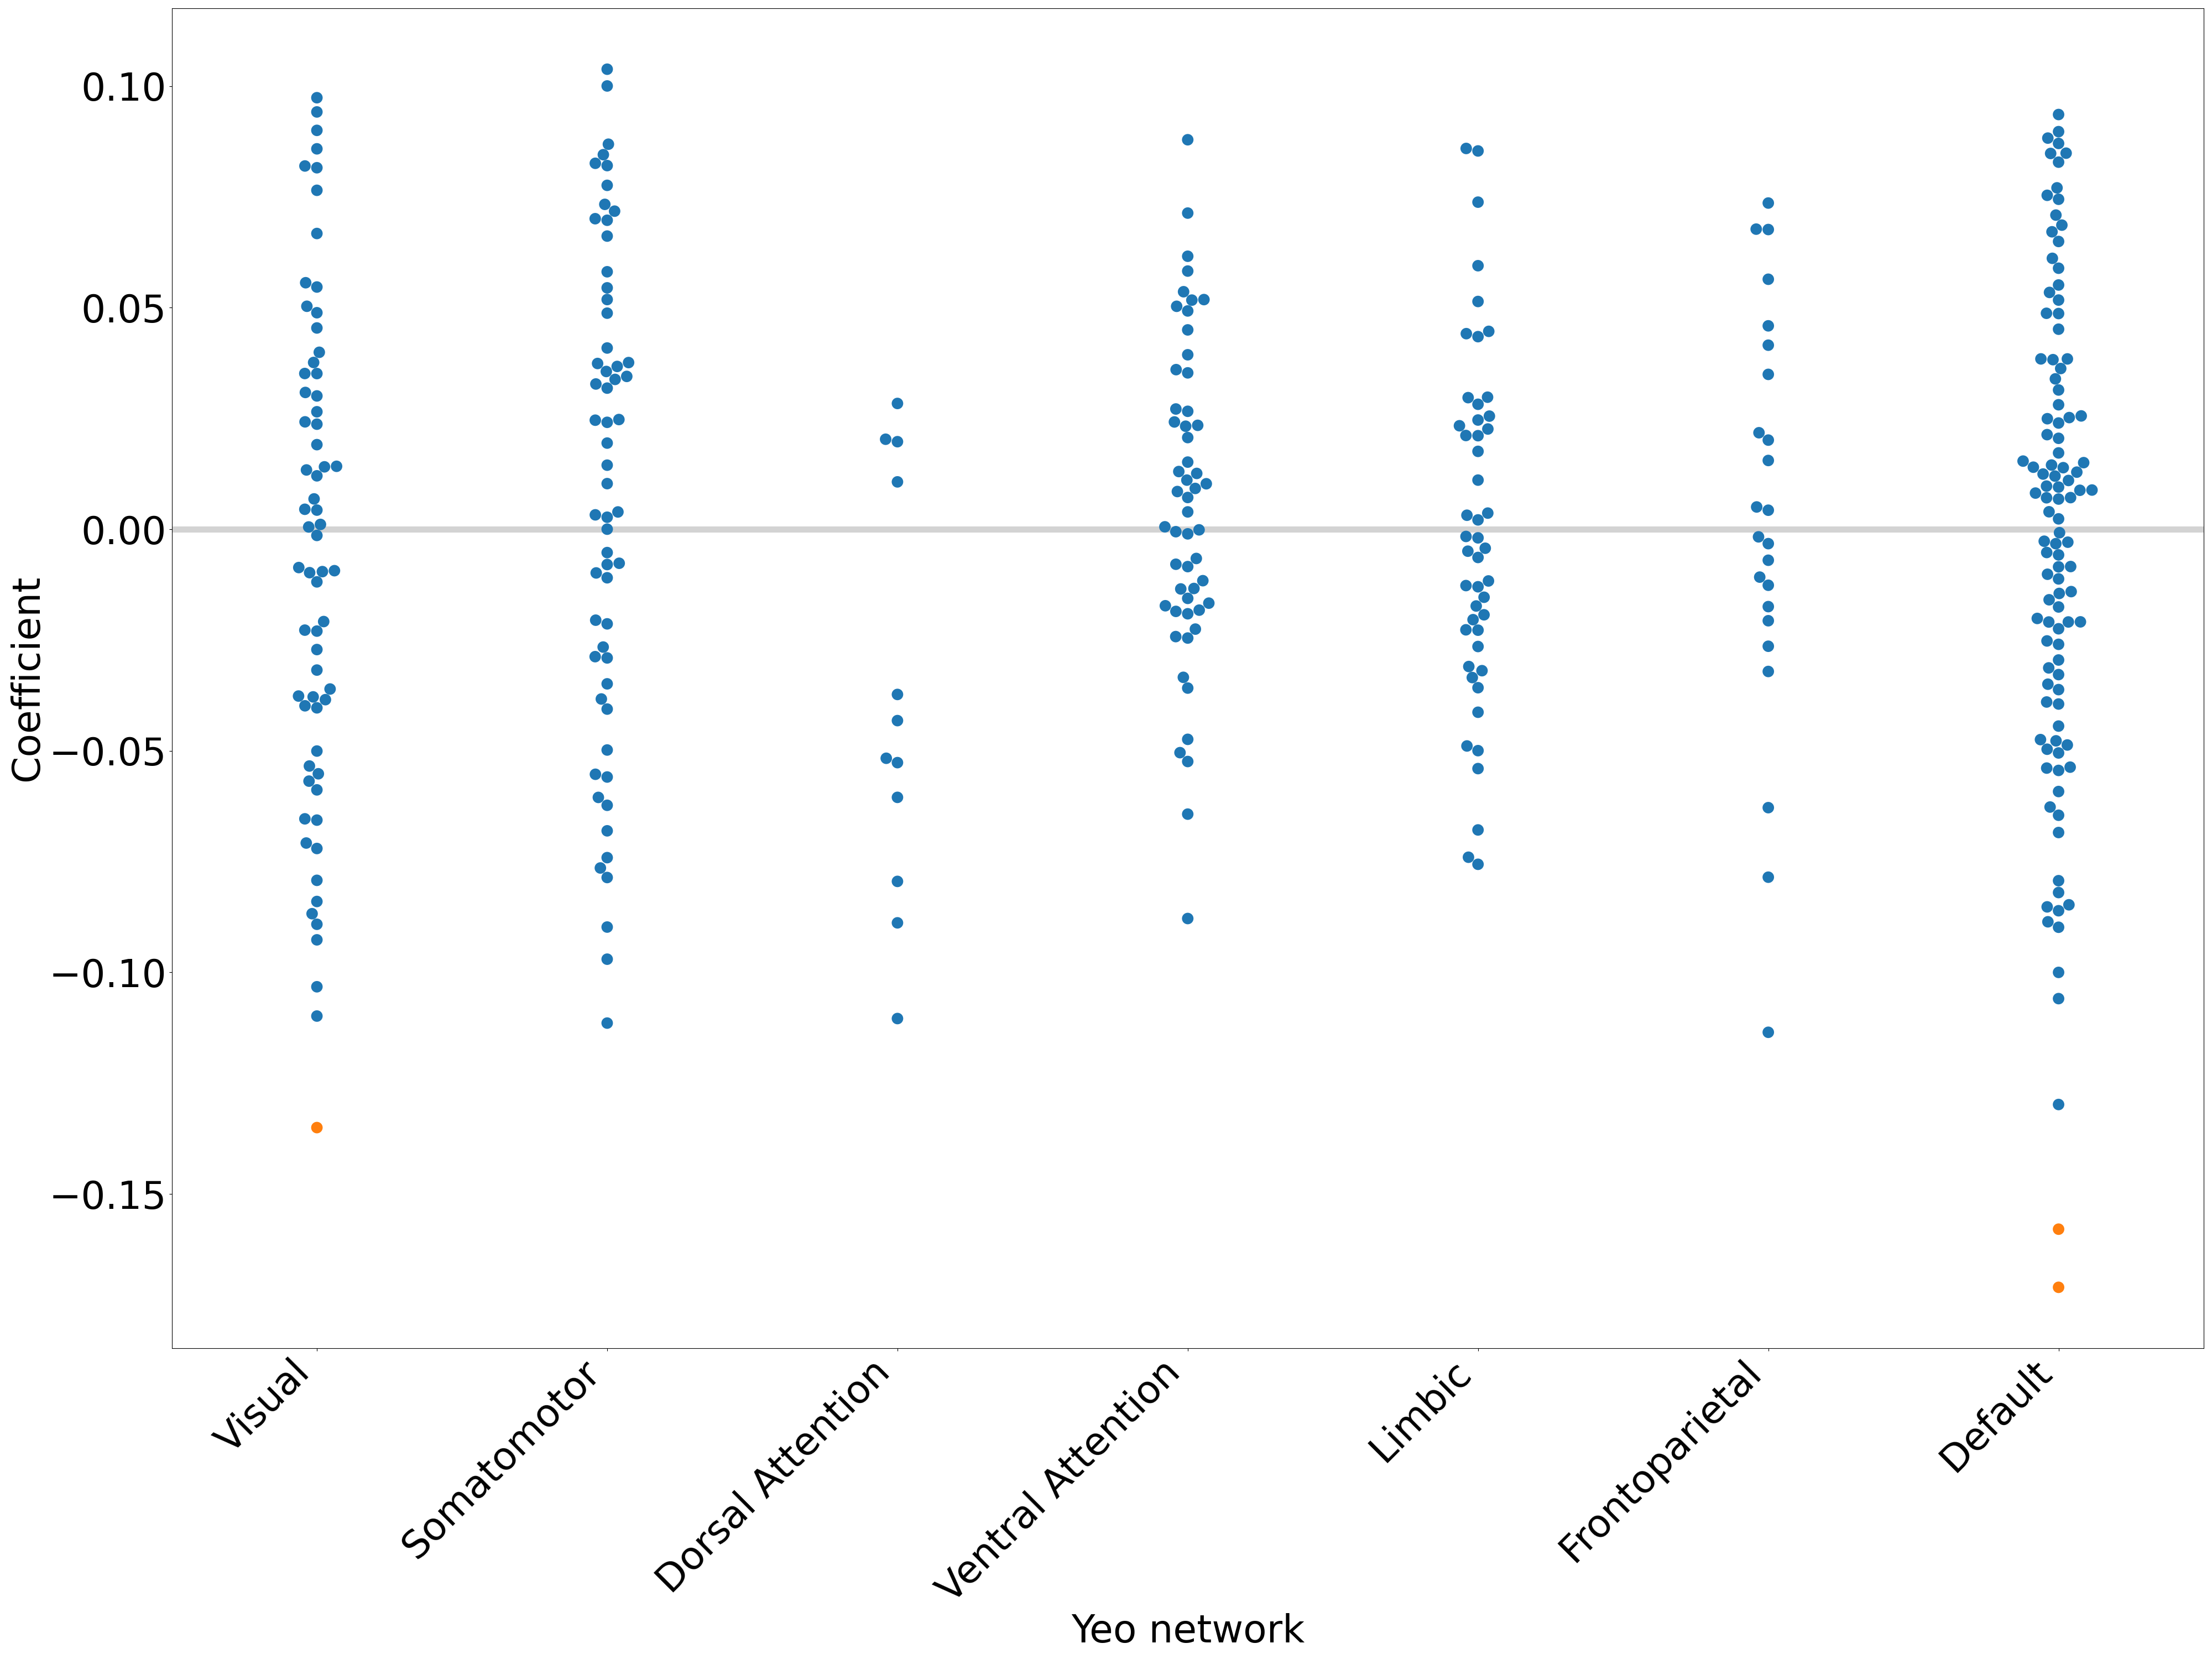 0.10
0.05
0.00
−0.05
−0.10
−0.15
Coefficient
Visual
Somatomotor
Dorsal Attention
Ventral Attention
Limbic
Frontoparietal
Default
Yeo network